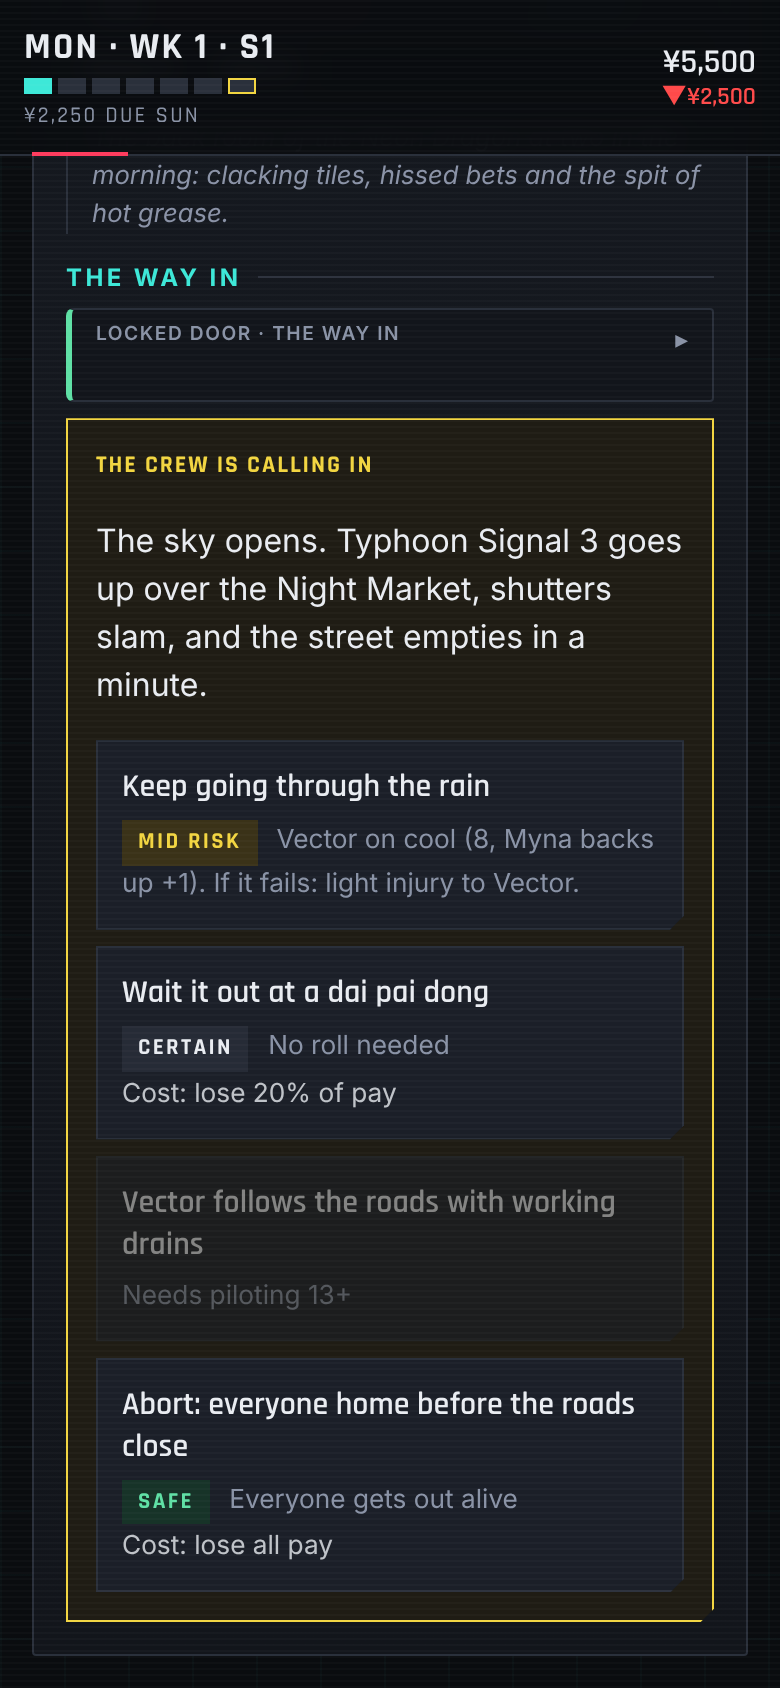 MON · WK 1 · S1
¥5,500
¥2,250 DUE SUN
▼¥2,500
morning: clacking tiles, hissed bets and the spit of
hot grease.
THE WAY IN
LOCKED DOOR · THE WAY IN
THE CREW IS CALLING IN
The sky opens. Typhoon Signal 3 goes
up over the Night Market, shutters
slam, and the street empties in a
minute.
Keep going through the rain
MID RISK Vector on cool (8, Myna backs
up +1). If it fails: light injury to Vector.
Wait it out at a dai pai dong
CERTAIN No roll needed
Cost: lose 20% of pay
Vector follows the roads with working
drains
Needs piloting 13+
Abort: everyone home before the roads
close
SAFE Everyone gets out alive
Cost: lose all pay